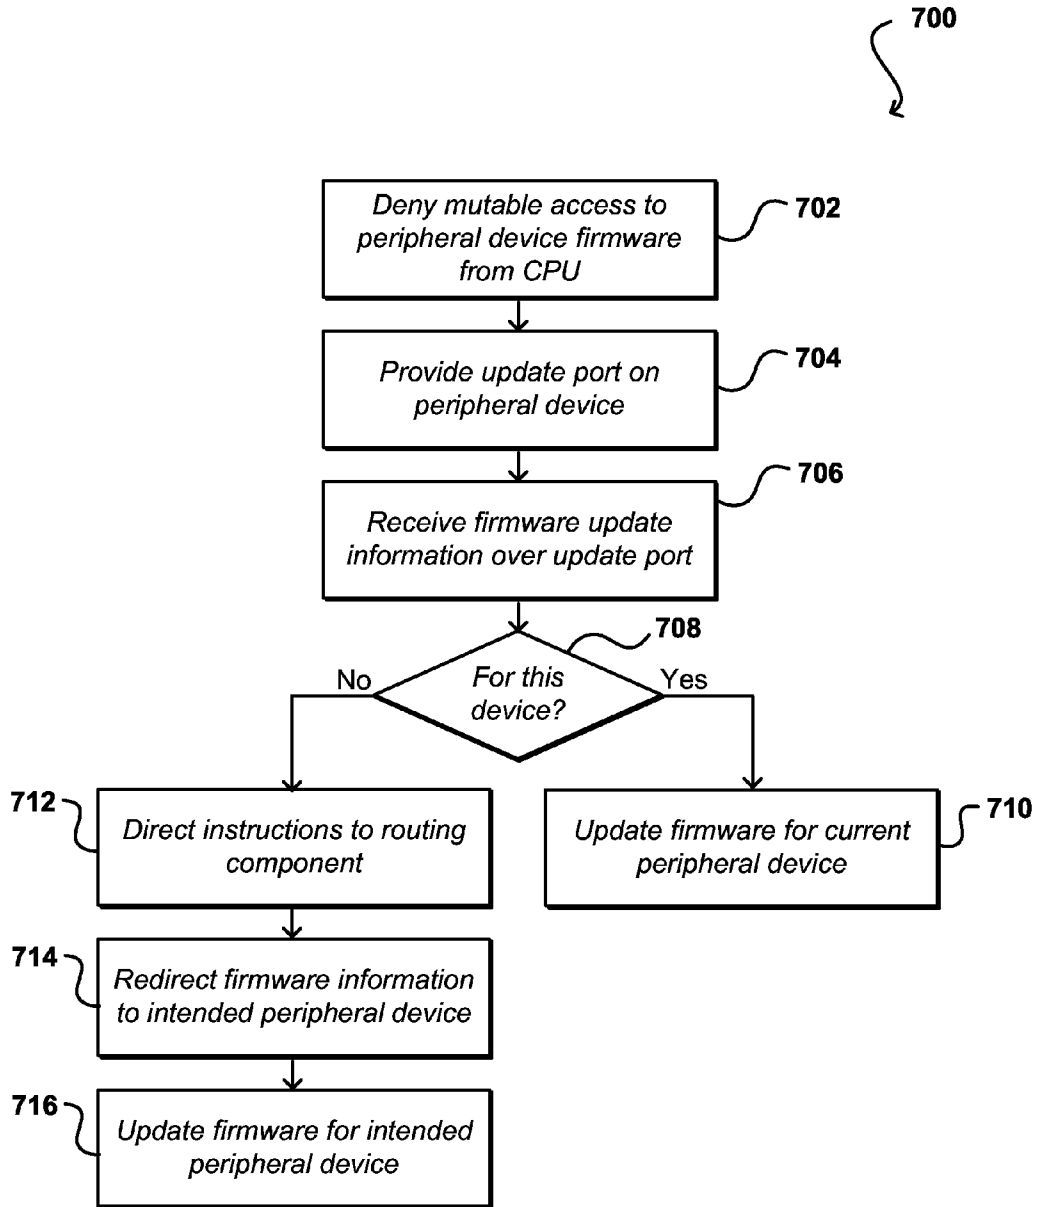 700
Deny mutable access to
peripheral device firmware
from CPU
702
Provide update port on
peripheral device
704
Receive firmware update
information over update port
706
For this
device?
708
No
Yes
712
Direct instructions to routing
component
Update firmware for current
peripheral device
710
714
Redirect firmware information
to intended peripheral device
716
Update firmware for intended
peripheral device